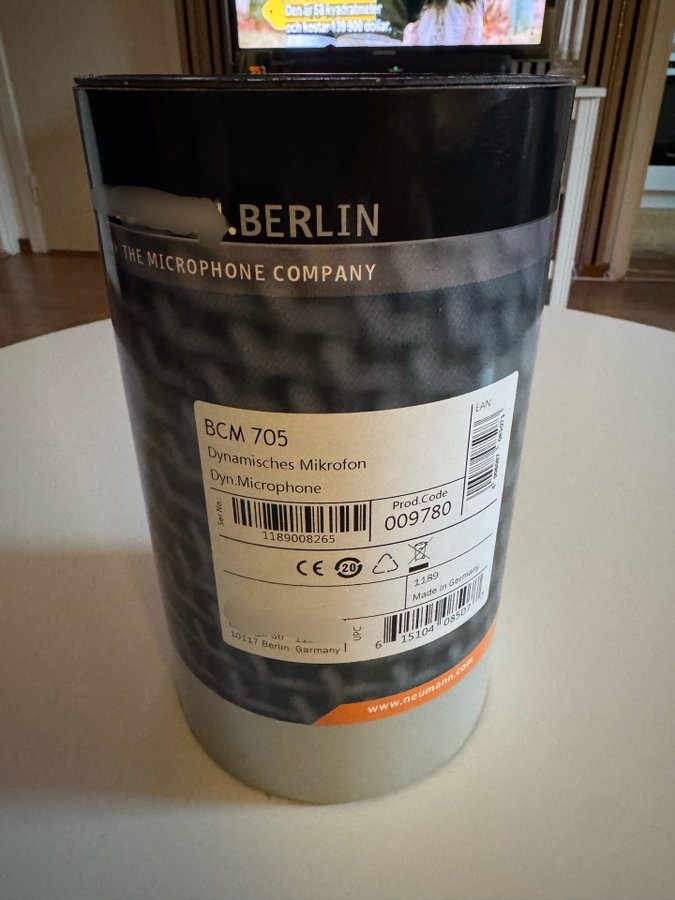 Den är 68 kvadratmeter
och kostar 139 900 dollar.
.BERLIN
THE MICROPHONE COMPANY
BCM 705
Dynamisches Mikrofon
Dyn.Microphone
EAN
Ser.No.
1189008265
Prod.Code
009780
CE
20
1189
Made in Germany
10117 Berlin. Germany
UPC
6 15104 08507
www.neumann.com